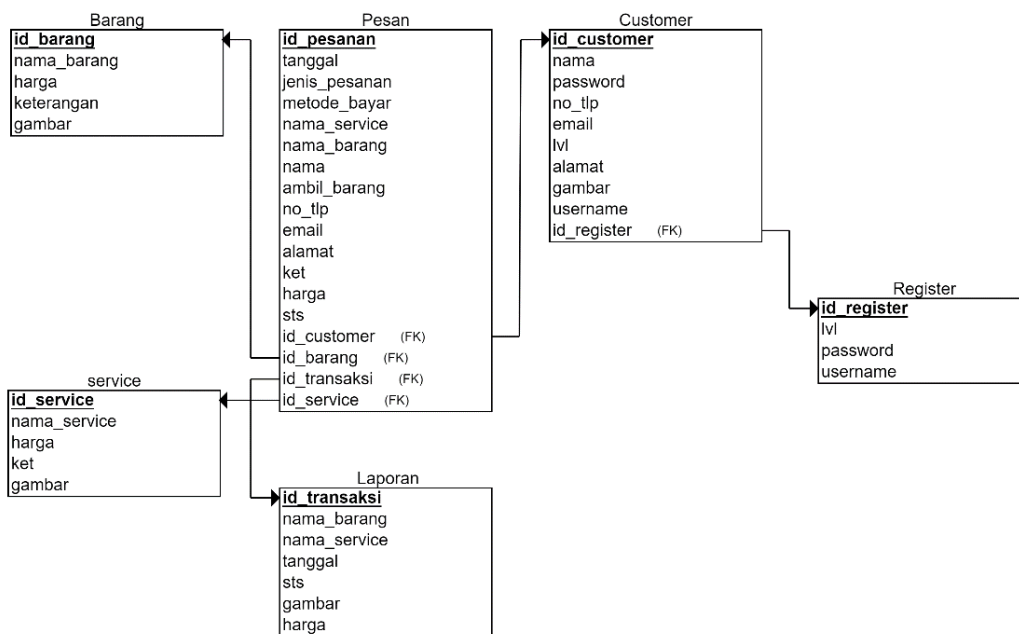 Barang
id_barang
nama_barang
harga
keterangan
gambar
Pesan
id_pesanan
tanggal
jenis_pesanan
metode_bayar
nama_service
nama_barang
nama
ambil_barang
no_tlp
email
alamat
ket
harga
sts
id_customer (FK)
id_barang (FK)
id_transaksi (FK)
id_service (FK)
Customer
id_customer
nama
password
no_tlp
email
lvl
alamat
gambar
username
id_register (FK)
Register
id_register
lvl
password
username
service
id_service
nama_service
harga
ket
gambar
Laporan
id_transaksi
nama_barang
nama_service
tanggal
sts
gambar
harga